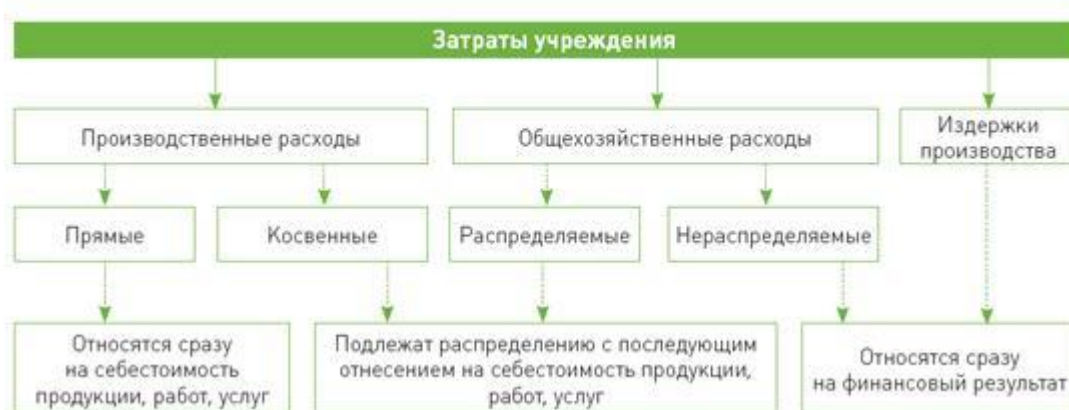 Затраты учреждения
Производственные расходы
Общехозяйственные расходы
Издержки
производства
Прямые
Косвенные
Распределяемые
Нераспределяемые
Относятся сразу
на себестоимость
продукции, работ, услуг
Подлежат распределению с последующим
отнесением на себестоимость продукции,
работ, услуг
Относятся сразу
на финансовый результат